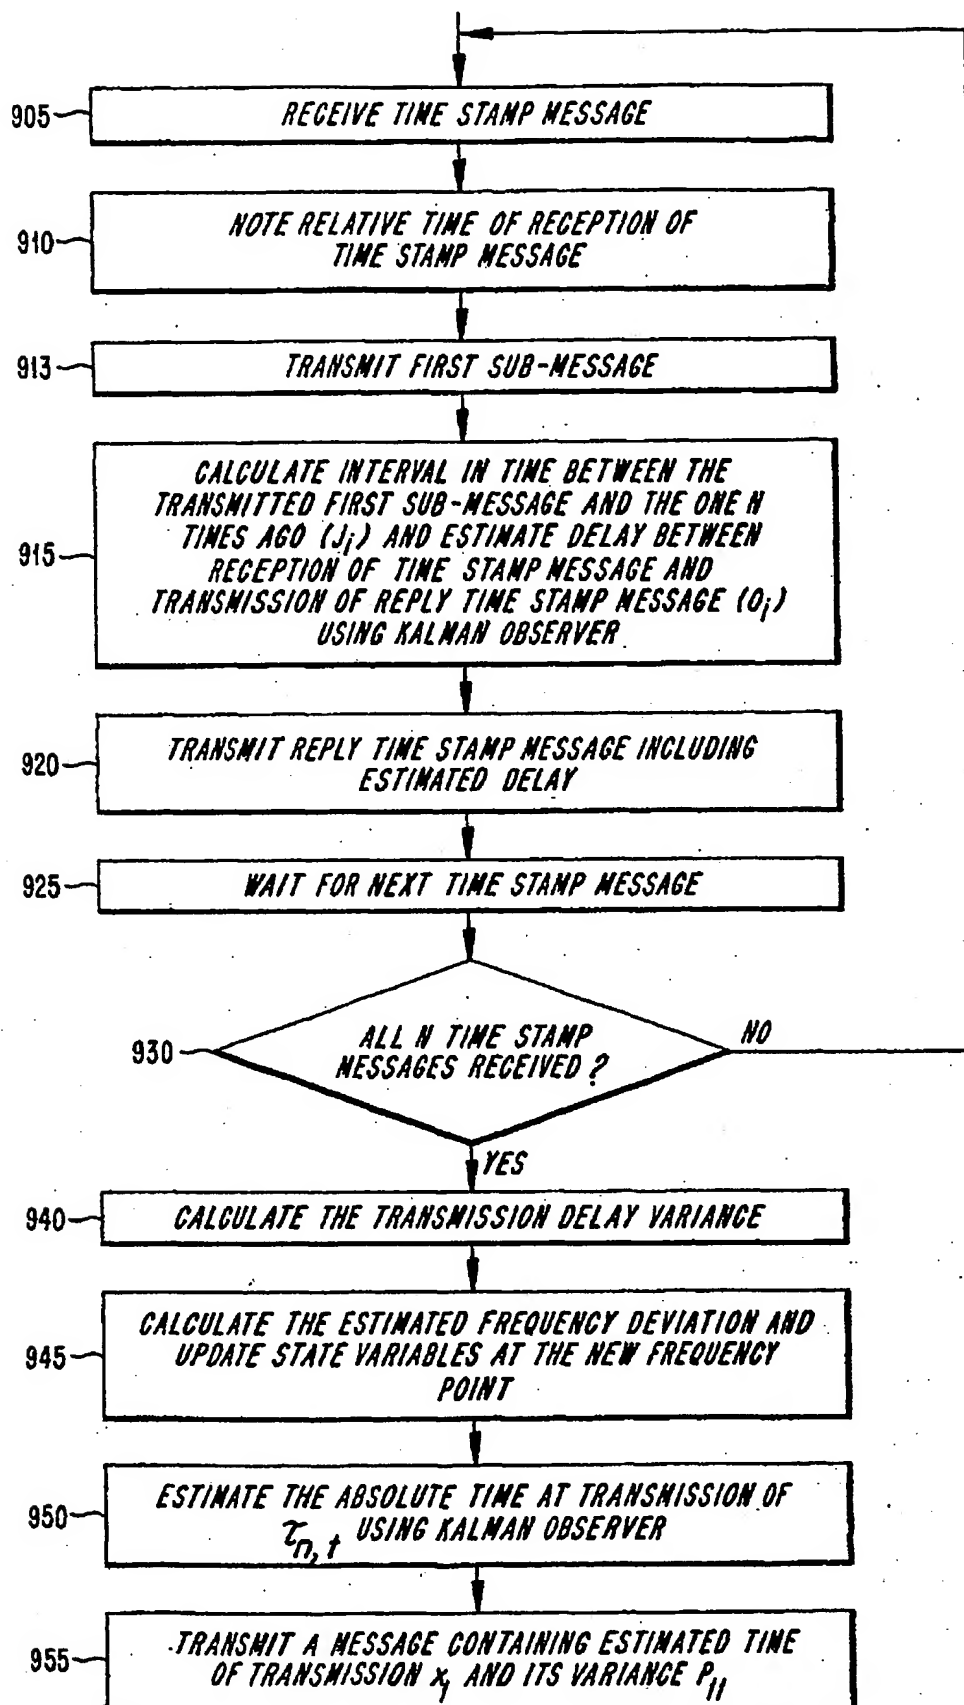 905
RECEIVE TIME STAMP MESSAGE
910
NOTE RELATIVE TIME OF RECEPTION OF
TIME STAMP MESSAGE
913
TRANSMIT FIRST SUB-MESSAGE
915
CALCULATE INTERVAL IN TIME BETWEEN THE
TRANSMITTED FIRST SUB-MESSAGE AND THE ONE N
TIMES AGO (J_i) AND ESTIMATE DELAY BETWEEN
RECEPTION OF TIME STAMP MESSAGE AND
TRANSMISSION OF REPLY TIME STAMP MESSAGE (O_i)
USING KALMAN OBSERVER
920
TRANSMIT REPLY TIME STAMP MESSAGE INCLUDING
ESTIMATED DELAY
925
WAIT FOR NEXT TIME STAMP MESSAGE
930
ALL N TIME STAMP
MESSAGES RECEIVED ?
NO
YES
940
CALCULATE THE TRANSMISSION DELAY VARIANCE
945
CALCULATE THE ESTIMATED FREQUENCY DEVIATION AND
UPDATE STATE VARIABLES AT THE NEW FREQUENCY
POINT
950
ESTIMATE THE ABSOLUTE TIME AT TRANSMISSION OF
τ_{n,t} USING KALMAN OBSERVER
955
TRANSMIT A MESSAGE CONTAINING ESTIMATED TIME
OF TRANSMISSION x_1 AND ITS VARIANCE P_{11}